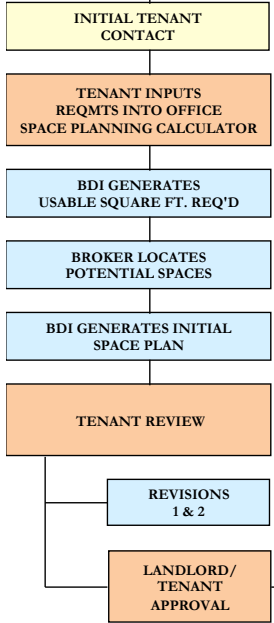 INITIAL TENANT
CONTACT
TENANT INPUTS
REQMTS INTO OFFICE
SPACE PLANNING CALCULATOR
BDI GENERATES
USABLE SQUARE FT. REQ'D
BROKER LOCATES
POTENTIAL SPACES
BDI GENERATES INITIAL
SPACE PLAN
TENANT REVIEW
REVISIONS
1 & 2
LANDLORD/
TENANT
APPROVAL